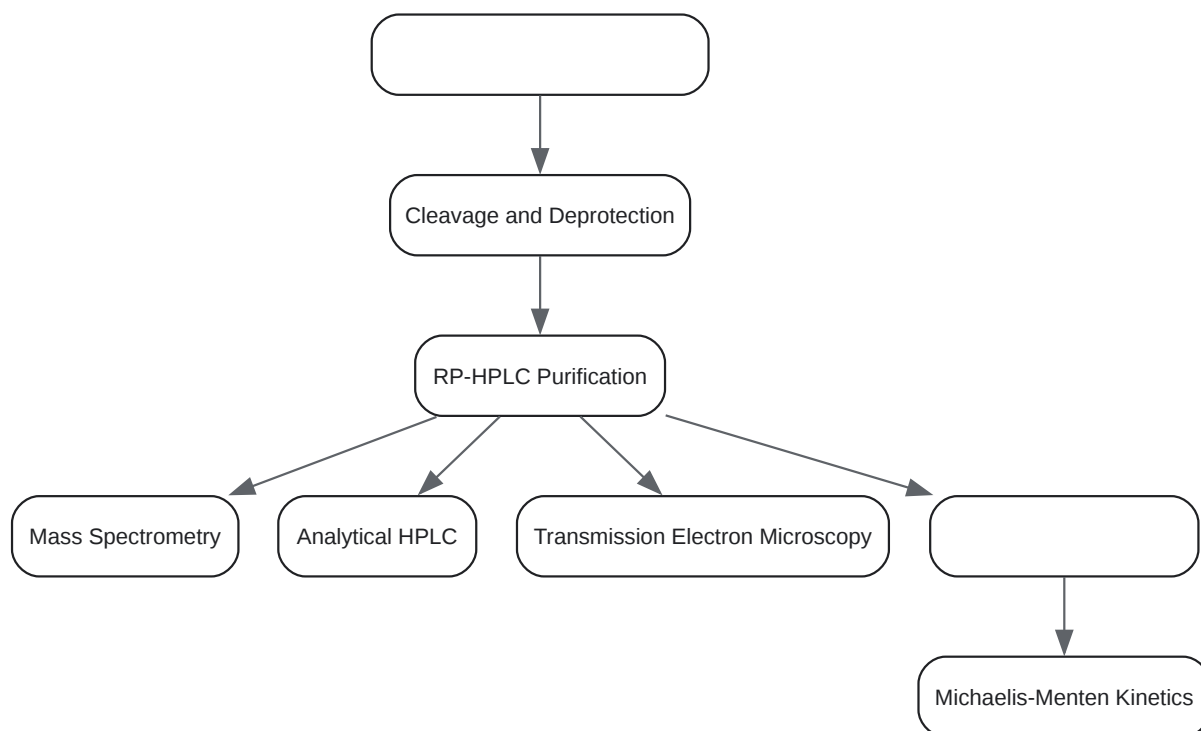 Cleavage and Deprotection
RP-HPLC Purification
Mass Spectrometry
Analytical HPLC
Transmission Electron Microscopy
Michaelis-Menten Kinetics